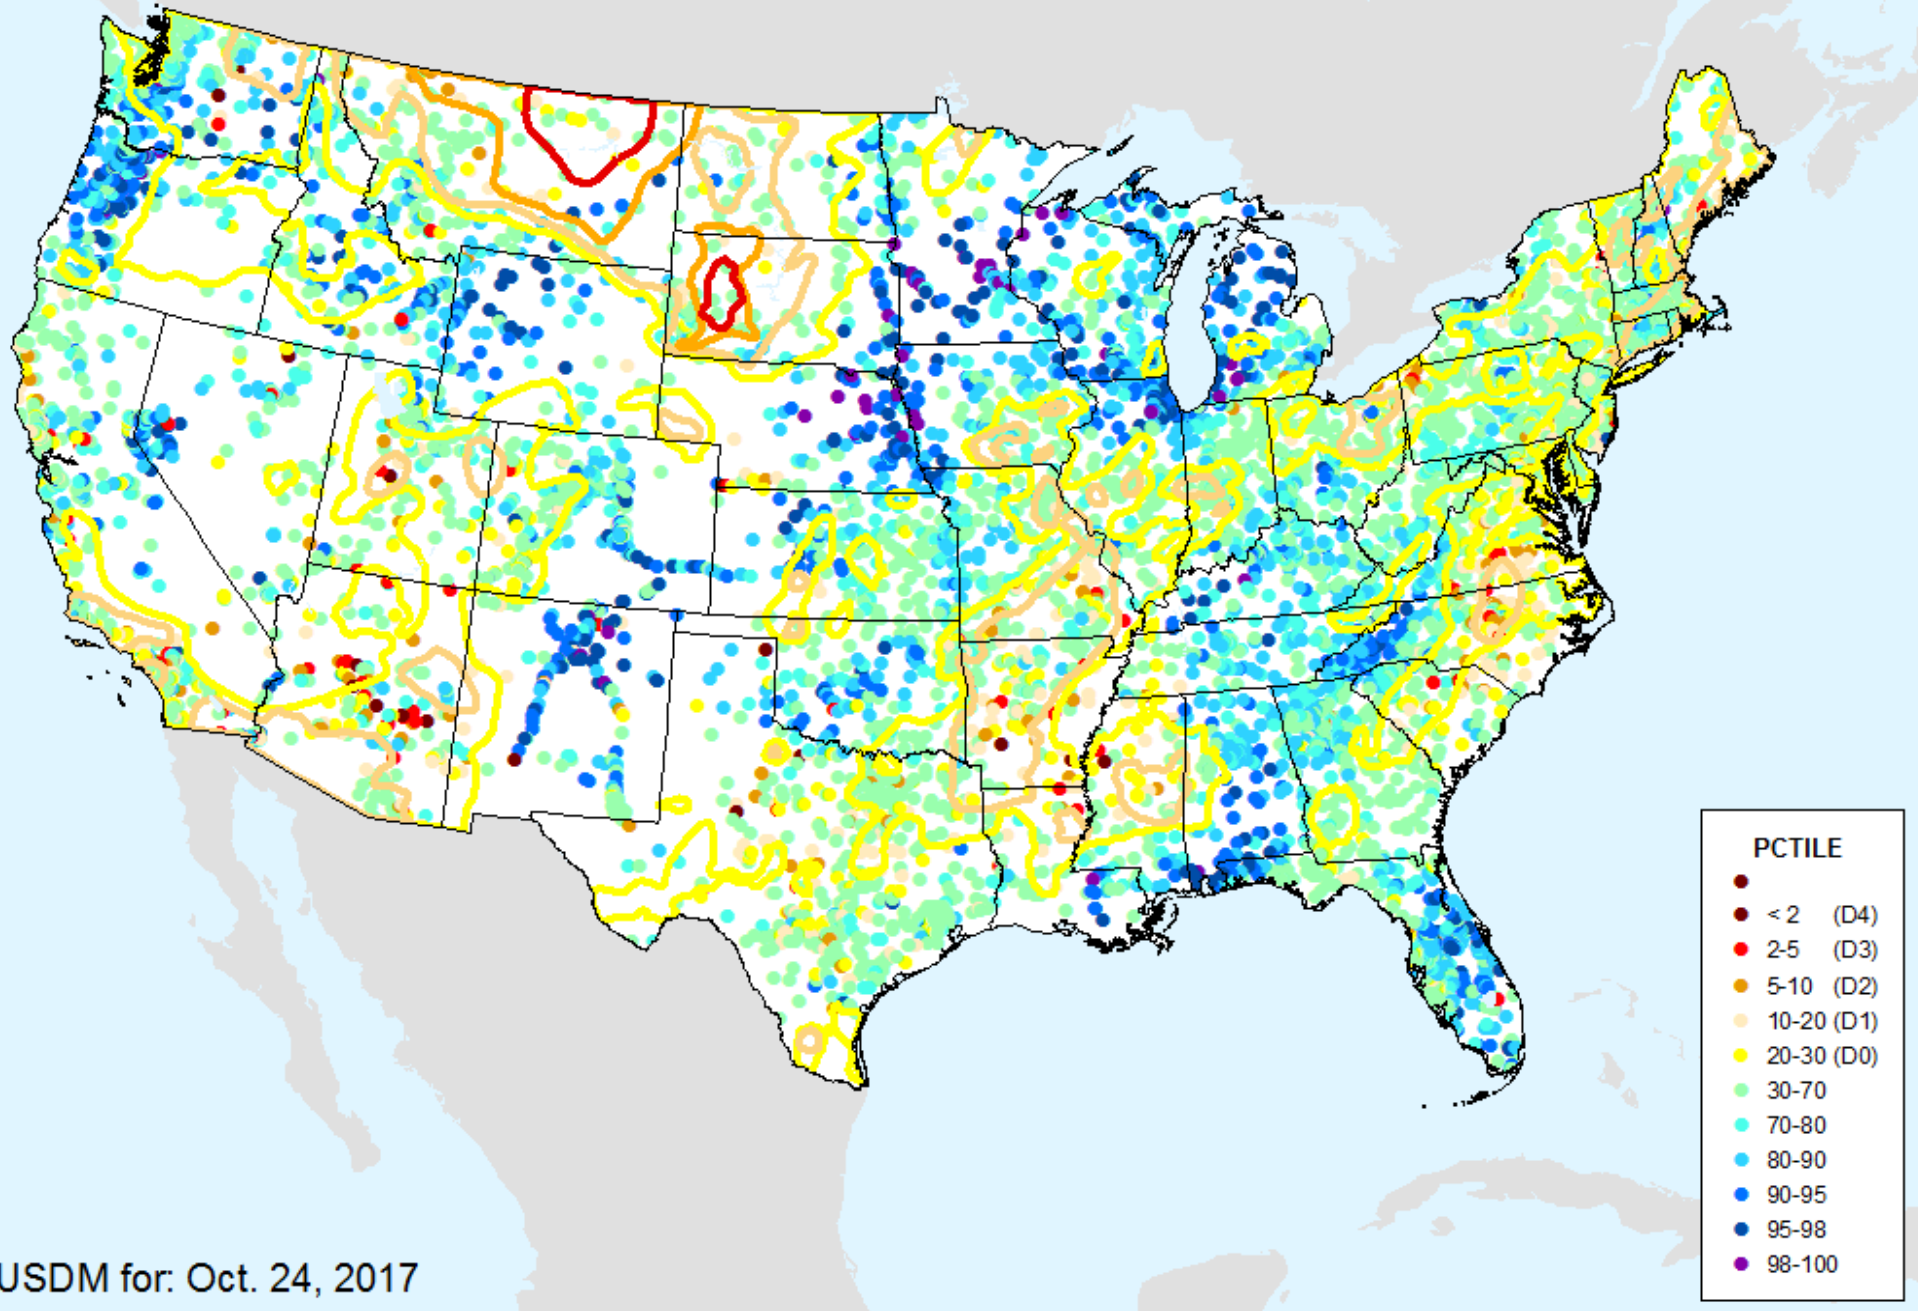 PCTILE
< 2 (D4)
2-5 (D3)
5-10 (D2)
10-20 (D1)
20-30 (D0)
30-70
70-80
80-90
90-95
95-98
98-100
USDM for: Oct. 24, 2017